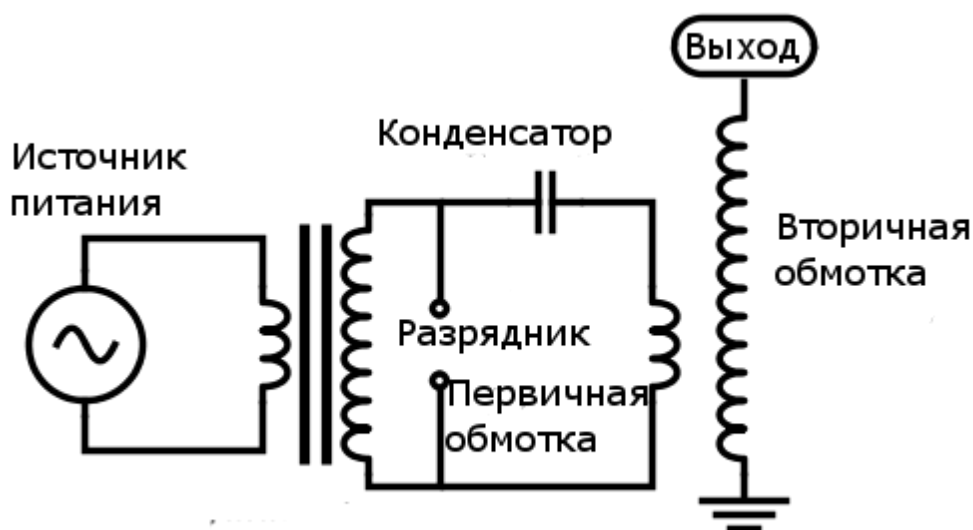 Выход
Конденсатор
Источник
питания
Вторичная
обмотка
Разрядник
Первичная
обмотка